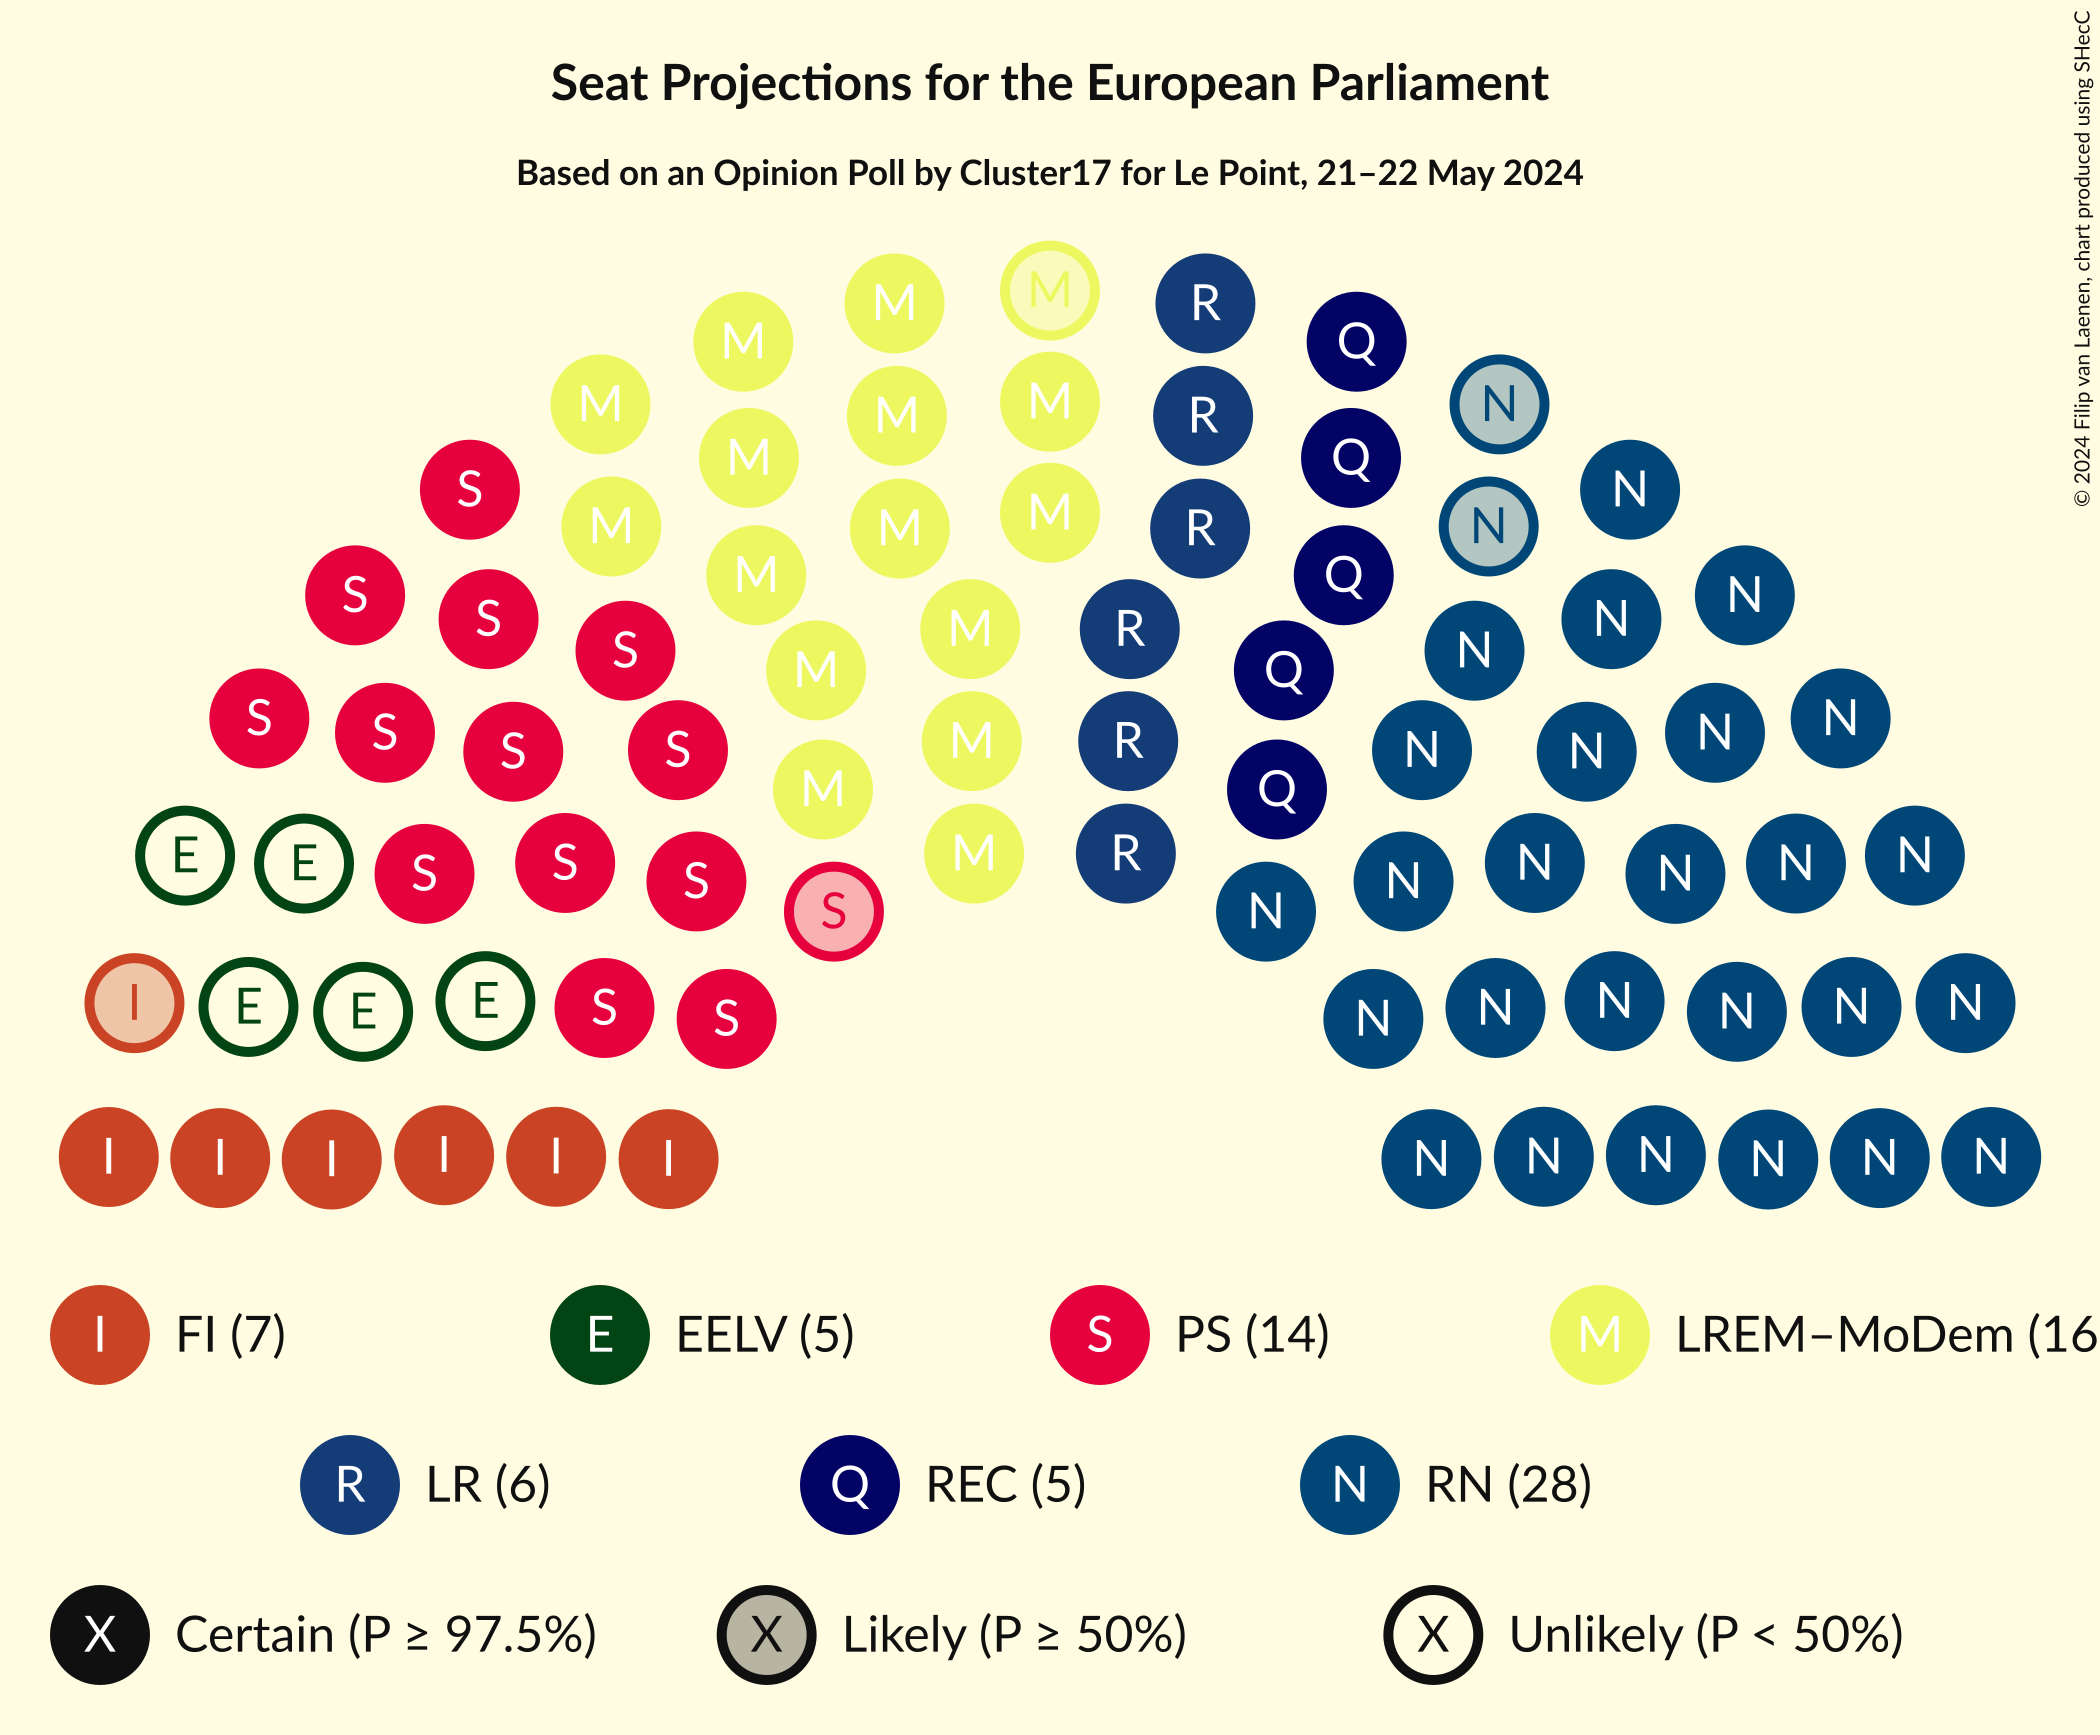 Seat Projections for the European Parliament
Based on an Opinion Poll by Cluster17 for Le Point, 21–22 May 2024
© 2024 Filip van Laenen, chart produced using SHecC
M
M M R
M Q
M N
M M R
M Q
S N
M M R
M N
S Q
S M R
S N
S M Q N N
S S M R
S S N N N N
E E S S S M M R Q N N N N N
S N
I E E E S S N N N N N N
I I I I I I N N N N N N
I FI (7) E EELV (5) S PS (14) M LREM–MoDem (16
R LR (6) Q REC (5) N RN (28)
X Certain (P ≥ 97.5%) X Likely (P ≥ 50%) X Unlikely (P < 50%)